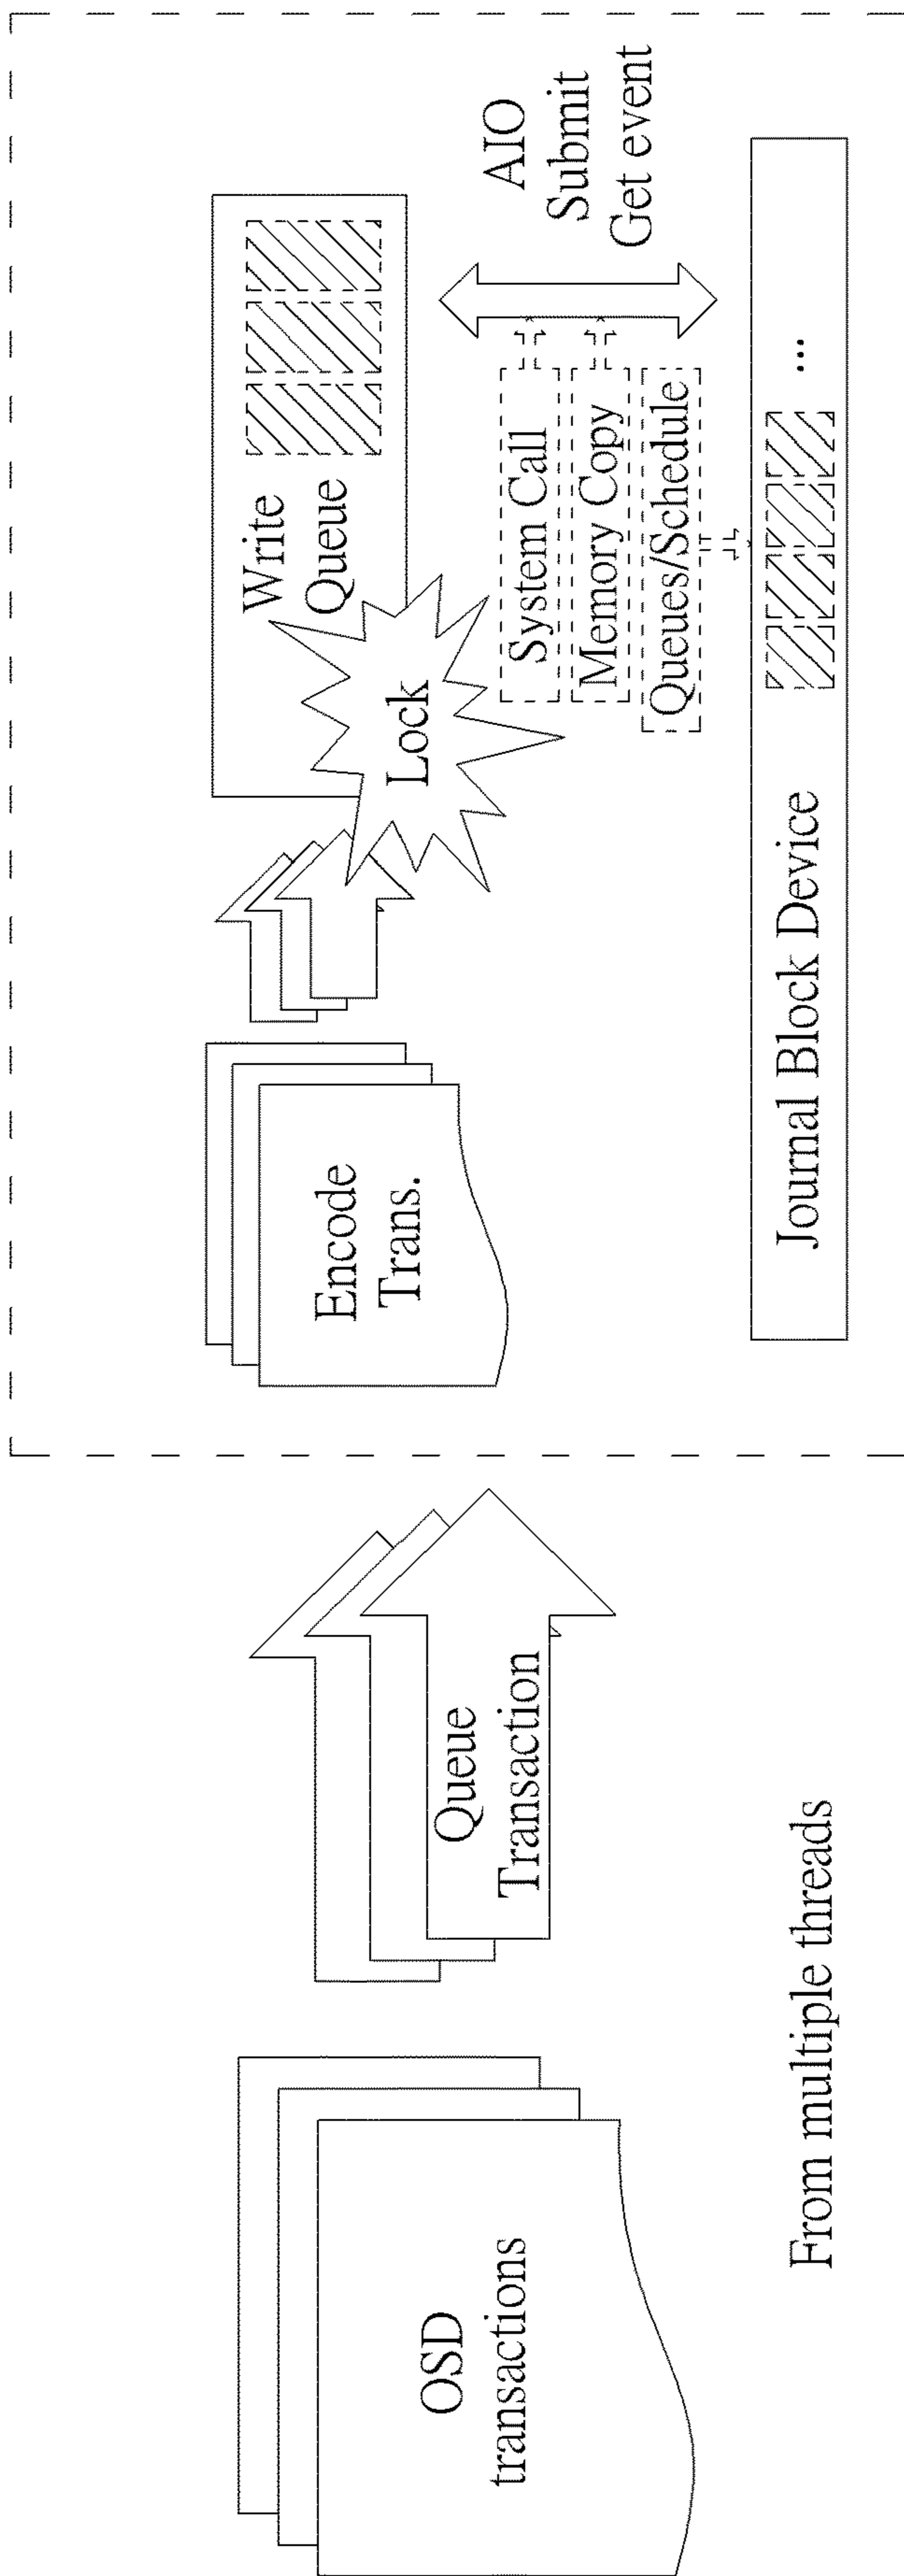 OSD
transactions
From multiple threads
Queue
Transaction
Encode
Trans.
Lock
Write
Queue
System Call
Memory Copy
Queues/Schedule
AIO
Submit
Get event
Journal Block Device
...